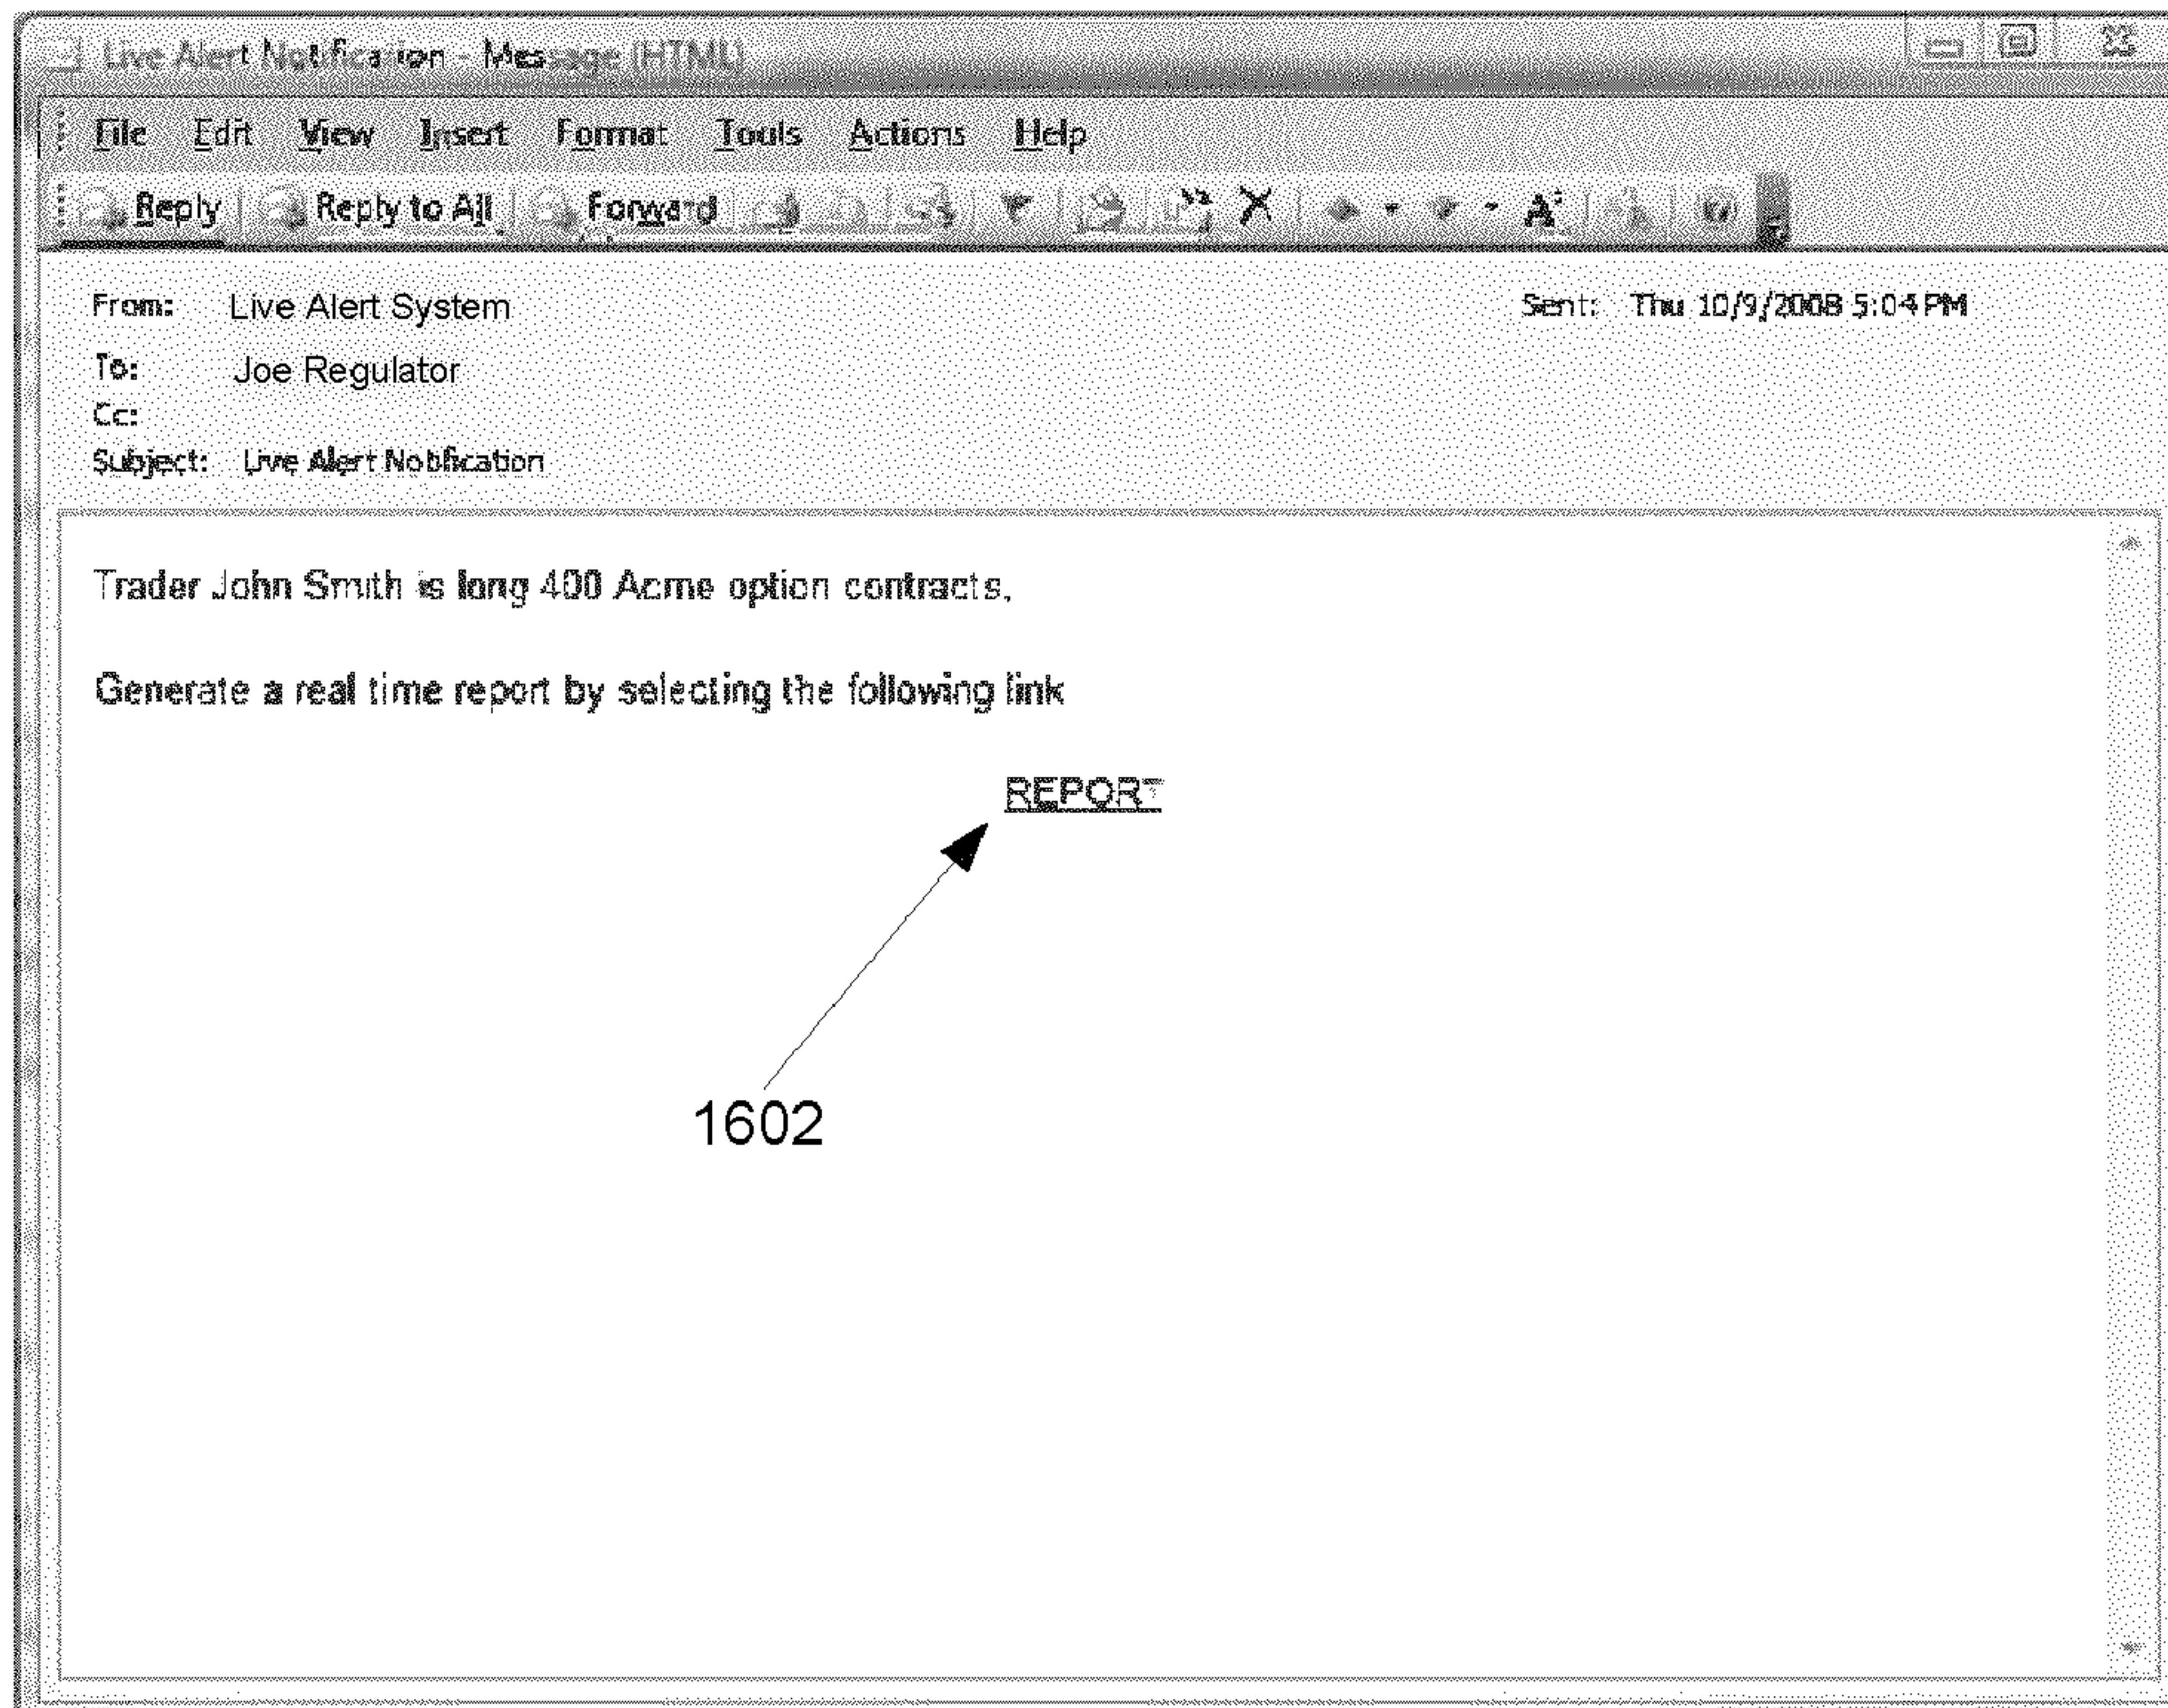 Live Alert Notification - Message (HTML)
File Edit View Insert Format Tools Actions Help
Reply Reply to All Forward
From: Live Alert System Sent: Thu 10/9/2008 5:04 PM
To: Joe Regulator
Cc:
Subject: Live Alert Notification
Trader John Smith is long 400 Acme option contracts.
Generate a real time report by selecting the following link
REPORT
1602